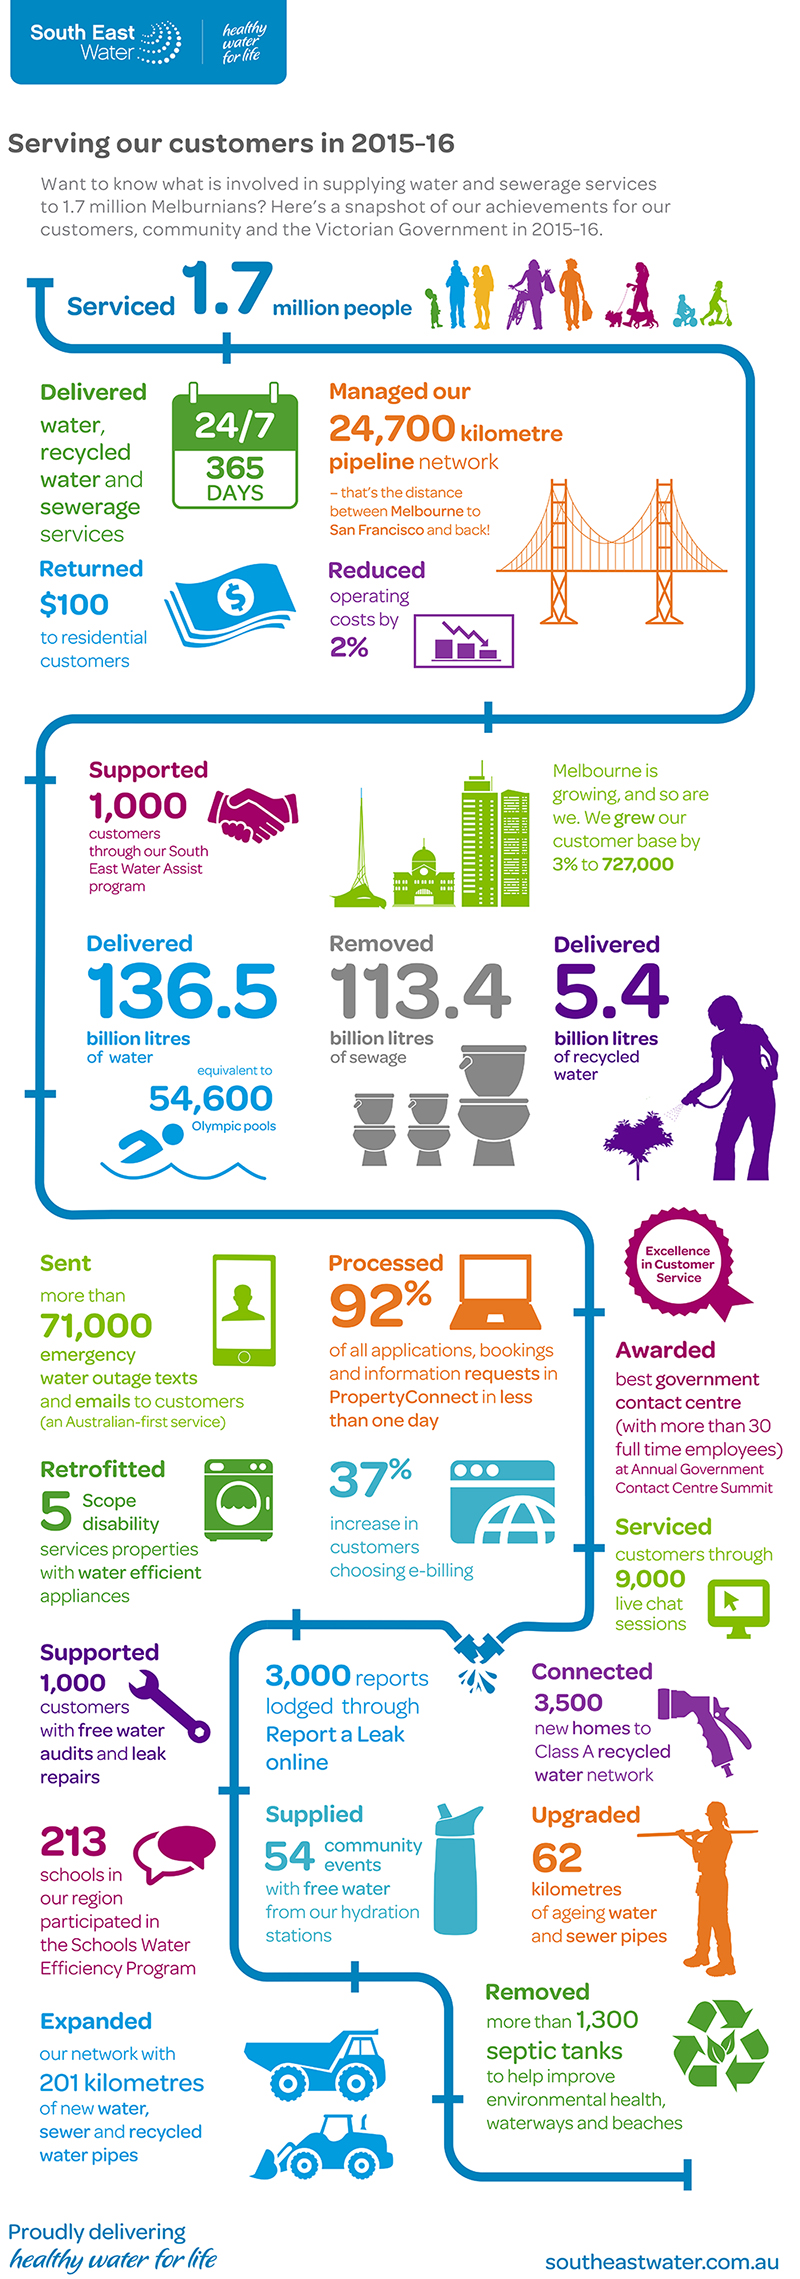 South East
Water
healthy
water
for life
Serving our customers in 2015-16
Want to know what is involved in supplying water and sewerage services
to 1.7 million Melburnians? Here's a snapshot of our achievements for our
customers, community and the Victorian Government in 2015-16.
Serviced 1.7 million people
Delivered
water,
recycled
water and
sewerage
services
24/7
365
DAYS
Managed our
24,700 kilometre
pipeline network
– that's the distance
between Melbourne to
San Francisco and back!
Returned
$100
to residential
customers
$
Reduced
operating
costs by
2%
Supported
1,000
customers
through our South
East Water Assist
program
Melbourne is
growing, and so are
we. We grew our
customer base by
3% to 727,000
Delivered
136.5
billion litres
of water
equivalent to
54,600
Olympic pools
Removed
113.4
billion litres
of sewage
Delivered
5.4
billion litres
of recycled
water
Sent
more than
71,000
emergency
water outage texts
and emails to customers
(an Australian-first service)
Processed
92%
of all applications, bookings
and information requests in
PropertyConnect in less
than one day
Excellence
in Customer
Service
Awarded
best government
contact centre
(with more than 30
full time employees)
at Annual Government
Contact Centre Summit
Retrofitted
5 Scope
disability
services properties
with water efficient
appliances
37%
increase in
customers
choosing e-billing
Serviced
customers through
9,000
live chat
sessions
Supported
1,000
customers
with free water
audits and leak
repairs
3,000 reports
lodged through
Report a Leak
online
Connected
3,500
new homes to
Class A recycled
water network
213
schools in
our region
participated in
the Schools Water
Efficiency Program
Supplied
54 community
events
with free water
from our hydration
stations
Upgraded
62
kilometres
of ageing water
and sewer pipes
Expanded
our network with
201 kilometres
of new water,
sewer and recycled
water pipes
Removed
more than 1,300
septic tanks
to help improve
environmental health,
waterways and beaches
Proudly delivering
healthy water for life
southeastwater.com.au